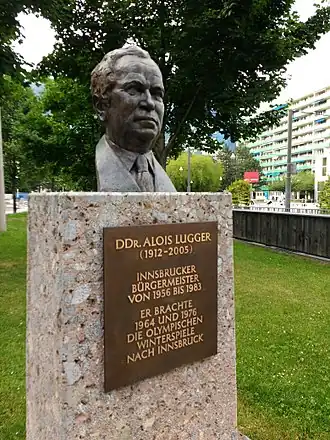 DDR. ALOIS LUGGER
(1912-2005)
INNSBRUCKER
BÜRGERMEISTER
VON 1956 BIS 1983
ER BRACHTE
1964 UND 1976
DIE OLYMPISCHEN
WINTERSPIELE
NACH INNSBRUCK